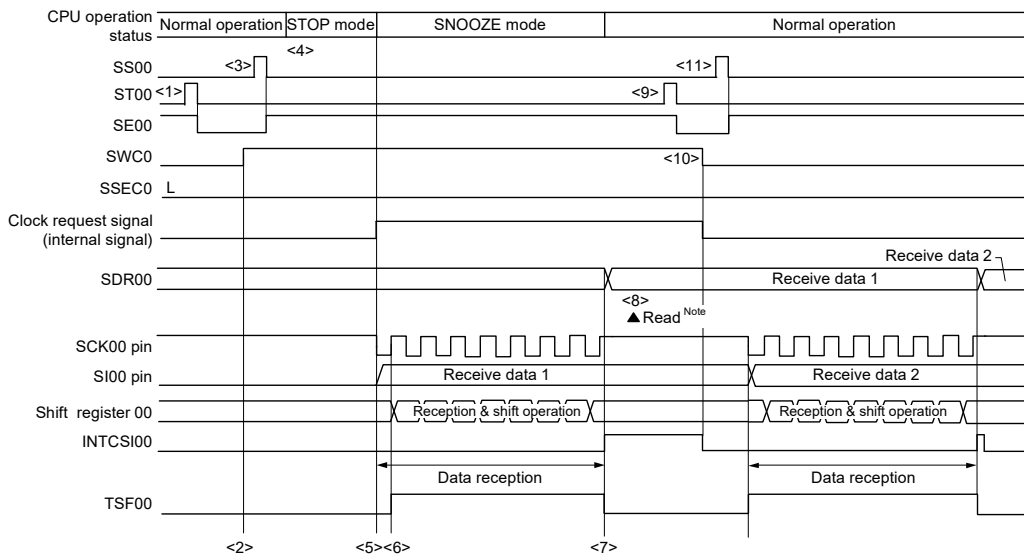 CPU operation status
Normal operation STOP mode SNOOZE mode Normal operation
<4>
SS00 <3> <11>
ST00 <1> <9>
SE00
SWC0 <10>
SSEC0 L
Clock request signal
(internal signal)
Receive data 2
SDR00 Receive data 1
<8>
▲Read Note
SCK00 pin
SI00 pin Receive data 1 Receive data 2
Shift register 00 Reception & shift operation Reception & shift operation
INTCSI00
Data reception Data reception
TSF00
<2> <5><6> <7>